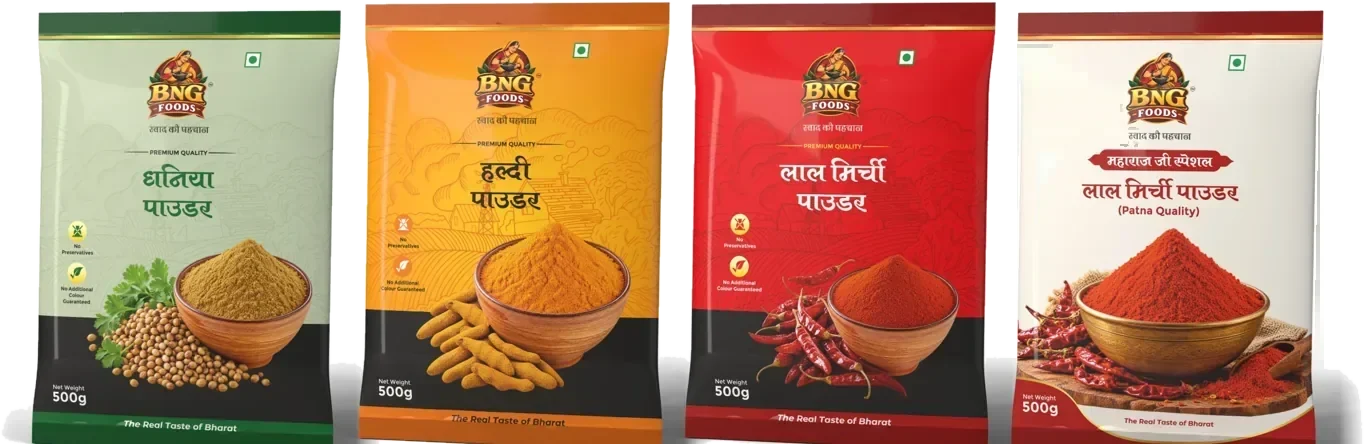 BNG
FOODS
स्वाद की पहचान
PREMIUM QUALITY
धनिया
पाउडर
No
Preservatives
No Additional
Colour
Guaranteed
Net Weight
500g
The Real Taste of Bharat
BNG
FOODS
स्वाद की पहचान
PREMIUM QUALITY
हल्दी
पाउडर
No
Preservatives
No Additional
Colour Guaranteed
Net Weight
500g
The Real Taste of Bharat
BNG
FOODS
स्वाद की पहचान
PREMIUM QUALITY
लाल मिर्ची
पाउडर
No
Preservatives
No Additional
Colour Guaranteed
Net Weight
500g
The Real Taste of Bharat
BNG
FOODS
स्वाद की पहचान
महाराज जी स्पेशल
लाल मिर्ची पाउडर
(Patna Quality)
Net Weight
500g
The Real Taste of Bharat